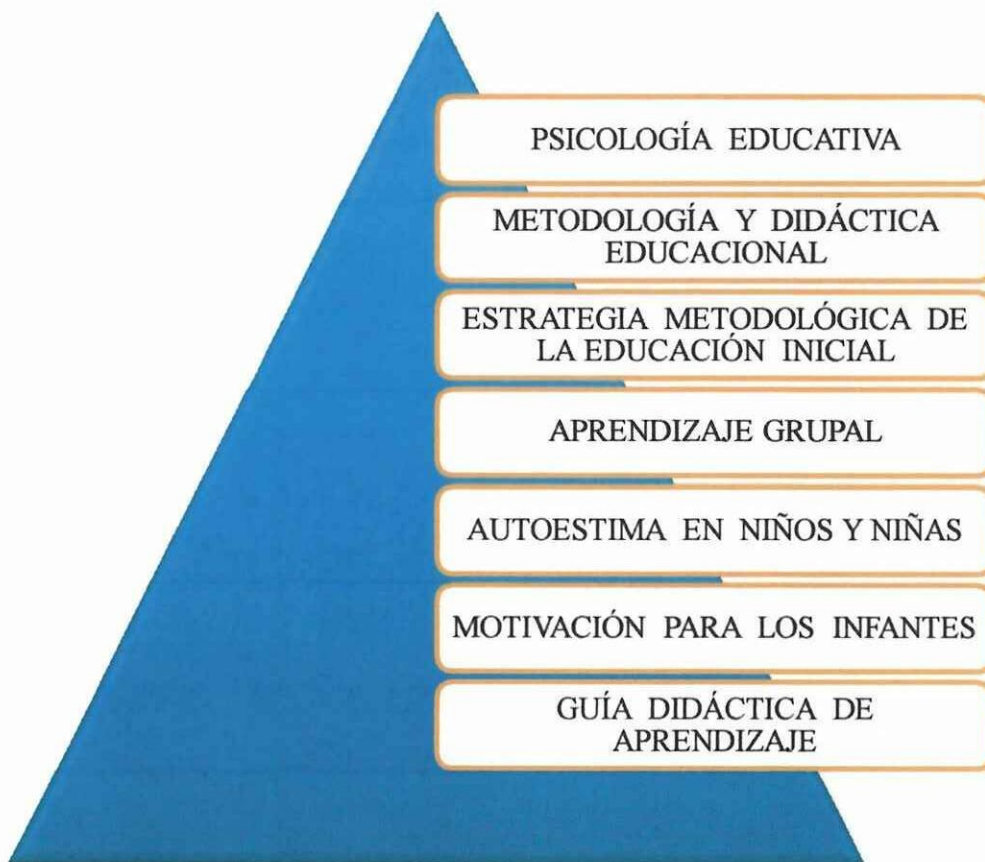 PSICOLOGÍA EDUCATIVA
METODOLOGÍA Y DIDÁCTICA
EDUCACIONAL
ESTRATEGIA METODOLÓGICA DE
LA EDUCACIÓN INICIAL
APRENDIZAJE GRUPAL
AUTOESTIMA EN NIÑOS Y NIÑAS
MOTIVACIÓN PARA LOS INFANTES
GUÍA DIDÁCTICA DE
APRENDIZAJE